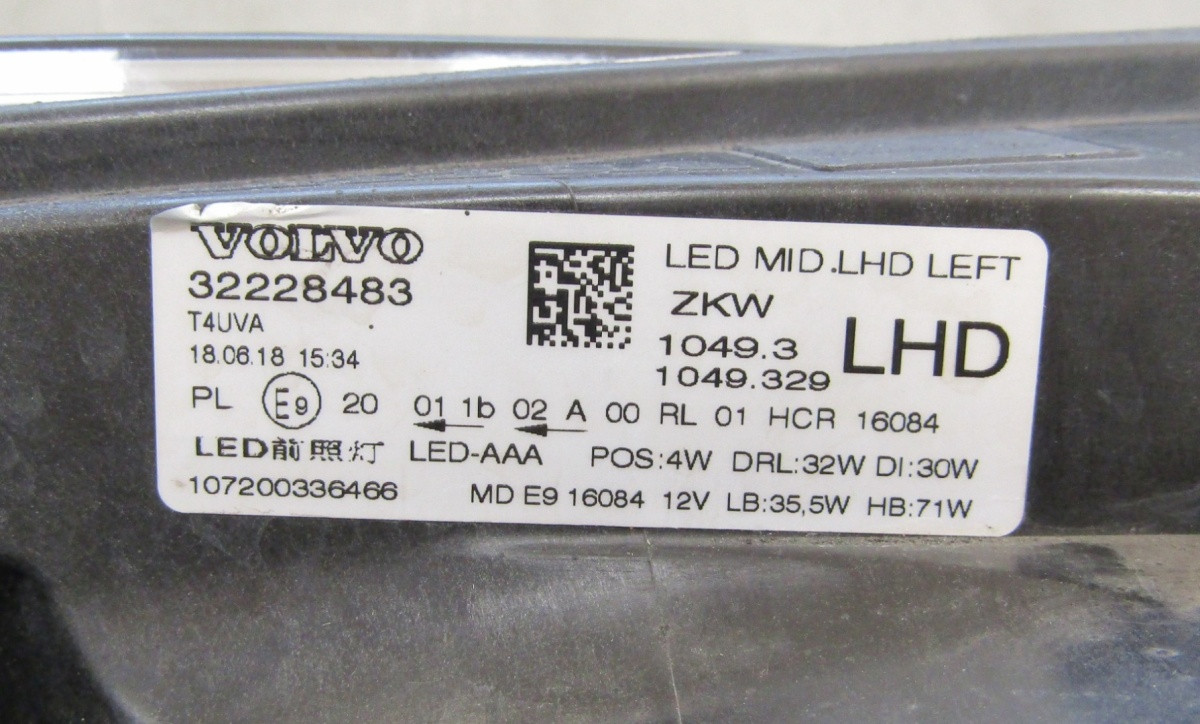 VOLVO
32228483
T4UVA
18.06.18 15:34
LED MID.LHD LEFT
ZKW
1049.3
1049.329
LHD
PL E9 20 01 1b 02 A 00 RL 01 HCR 16084
LED前照灯 LED-AAA POS:4W DRL:32W DI:30W
107200336466 MD E9 16084 12V LB:35,5W HB:71W